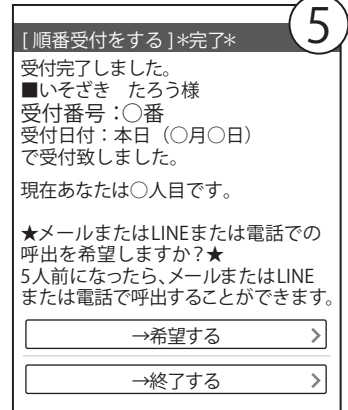 5
[ 順番受付をする ]*完了*
受付完了しました。
■いそざき　たろう様
受付番号：○番
受付日付：本日（○月○日）
で受付致しました。
現在あなたは○人目です。
★メールまたはLINEまたは電話での
呼出を希望しますか？★
5人前になったら、メールまたはLINE
または電話で呼出することができます。
→希望する
→終了する